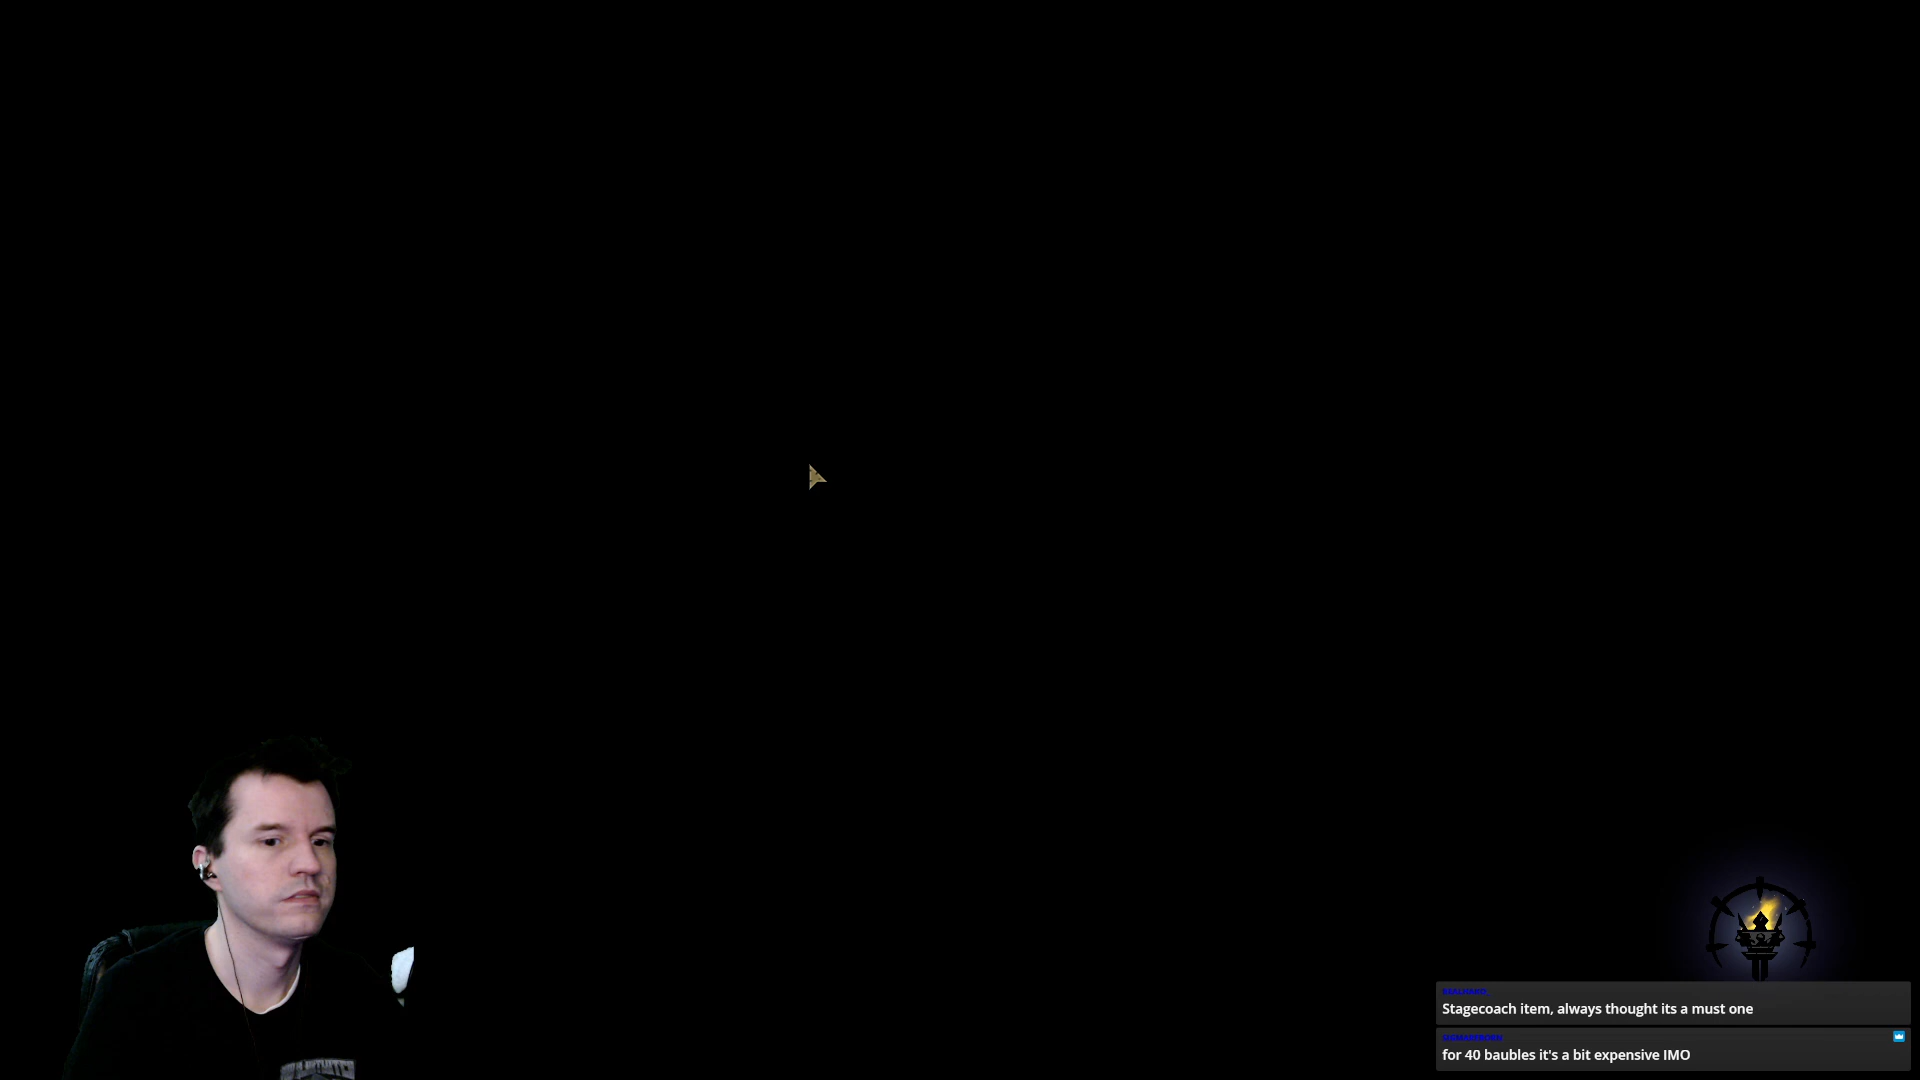 Stagecoach item, always thought its a must one
for 40 baubles it's a bit expensive IMO